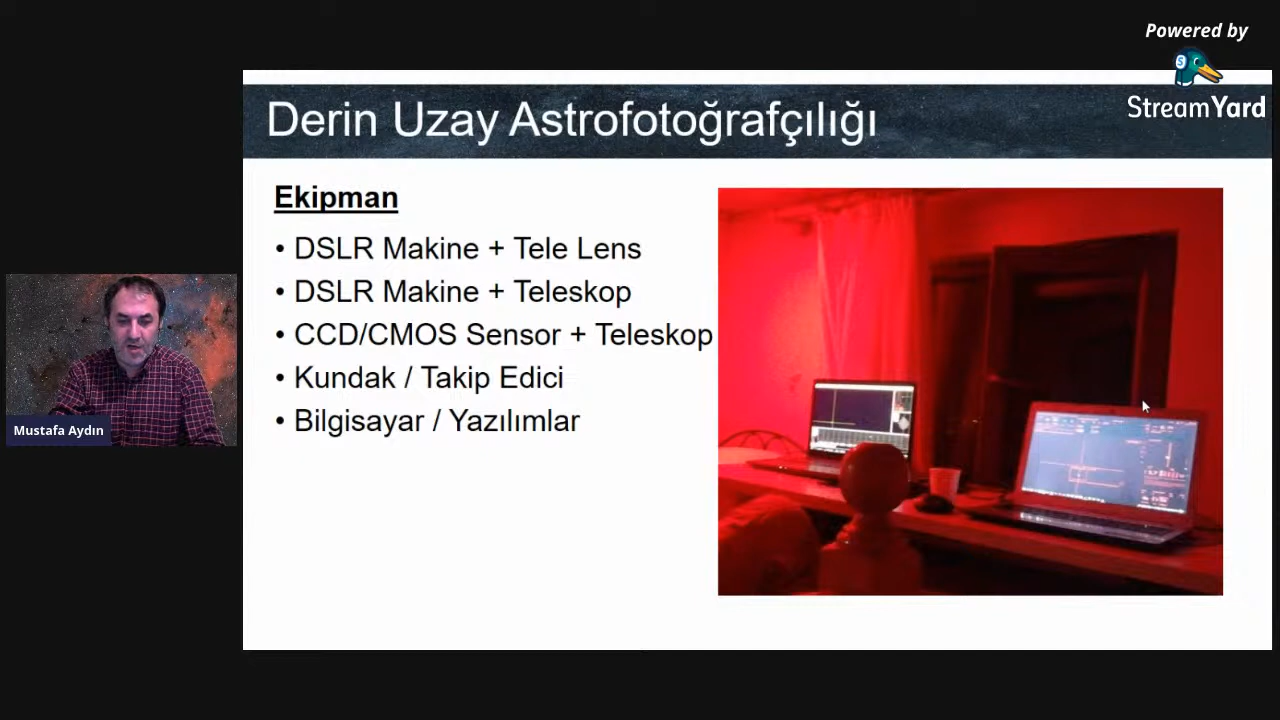 Powered by
StreamYard
Derin Uzay Astrofotoğrafçılığı
Ekipman
• DSLR Makine + Tele Lens
• DSLR Makine + Teleskop
• CCD/CMOS Sensor + Teleskop
• Kundak / Takip Edici
• Bilgisayar / Yazılımlar
Mustafa Aydın